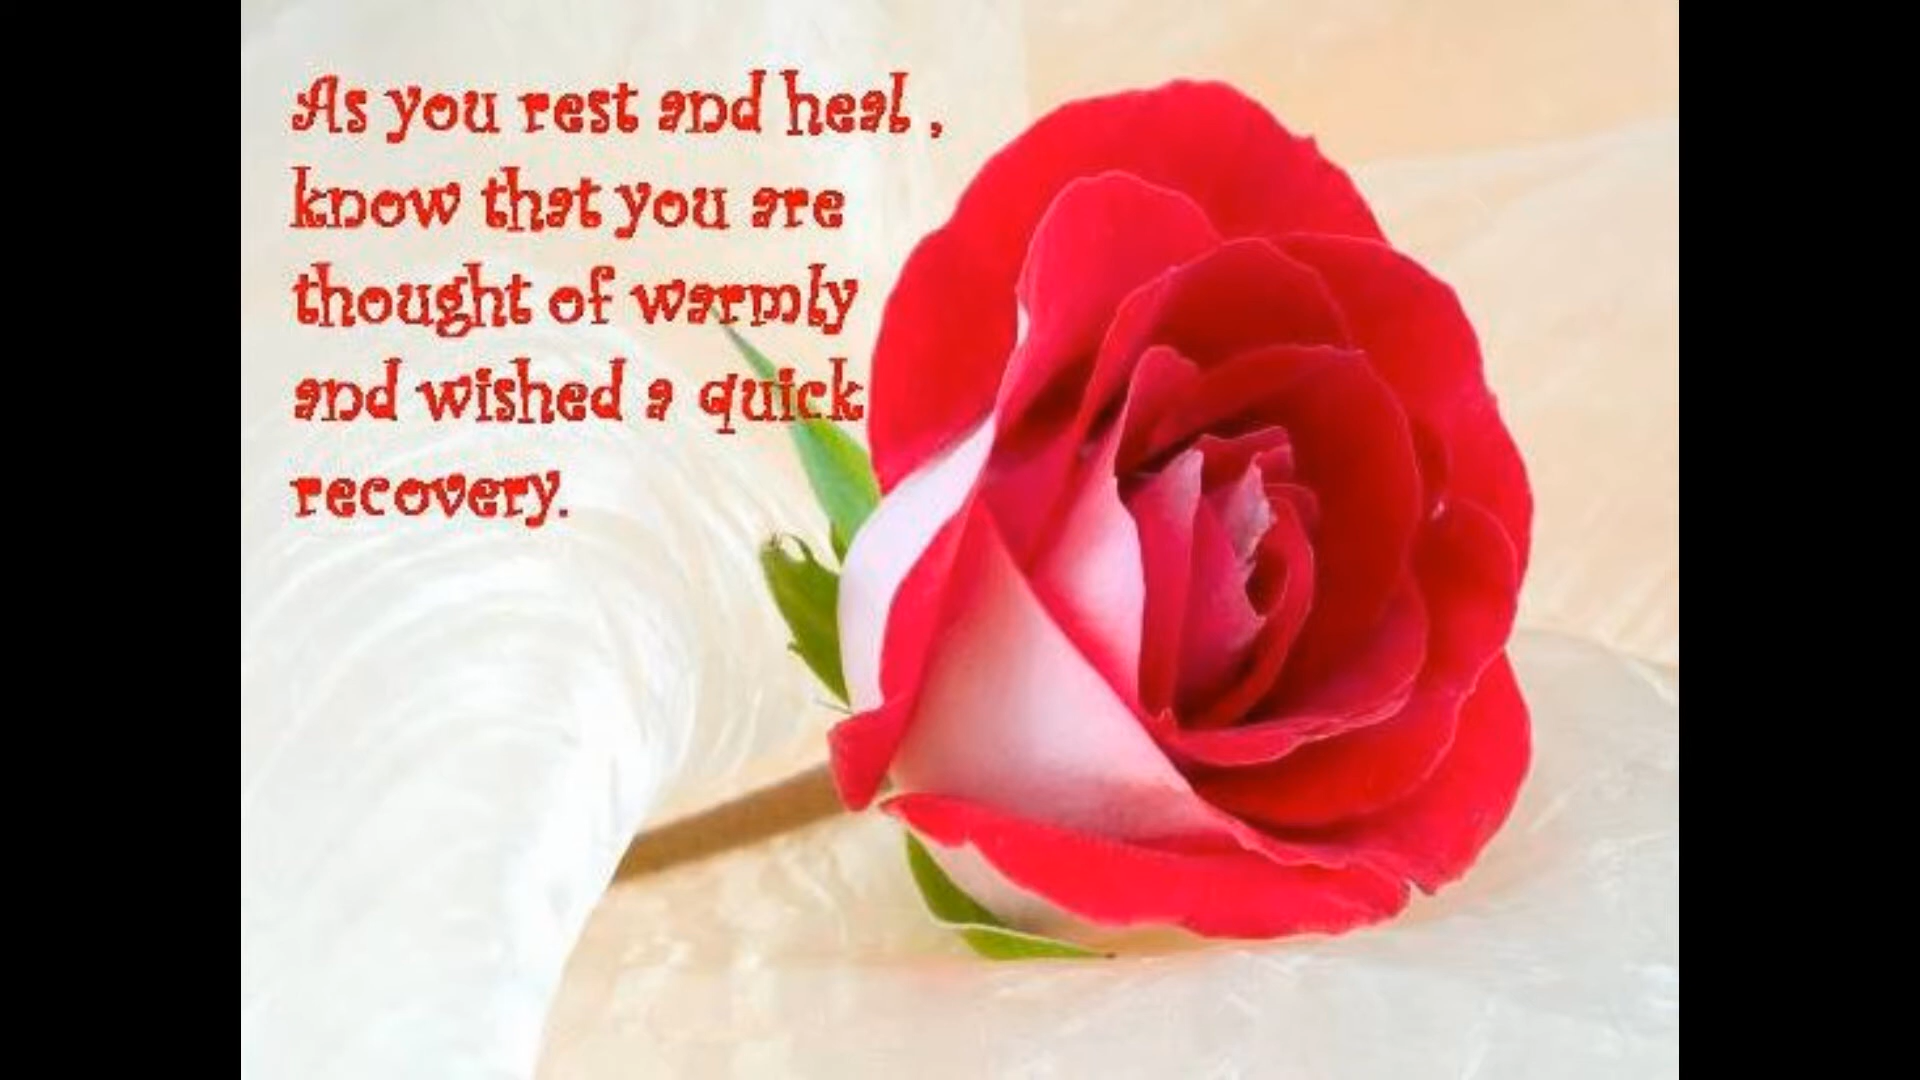 As you rest and heal ,
know that you are
thought of warmly
and wished a quick
recovery.